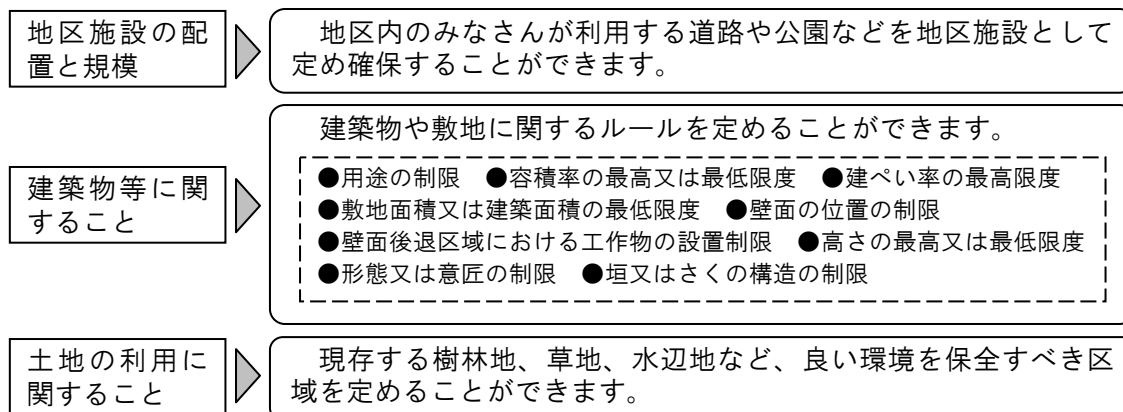 地区施設の配
置と規模
地区内のみなさんが利用する道路や公園などを地区施設として
定め確保することができます。
建築物等に関
すること
建築物や敷地に関するルールを定めることができます。
●用途の制限　●容積率の最高又は最低限度　●建ぺい率の最高限度
●敷地面積又は建築面積の最低限度　●壁面の位置の制限
●壁面後退区域における工作物の設置制限　●高さの最高又は最低限度
●形態又は意匠の制限　●垣又はさくの構造の制限
土地の利用に
関すること
現存する樹林地、草地、水辺地など、良い環境を保全すべき区
域を定めることができます。